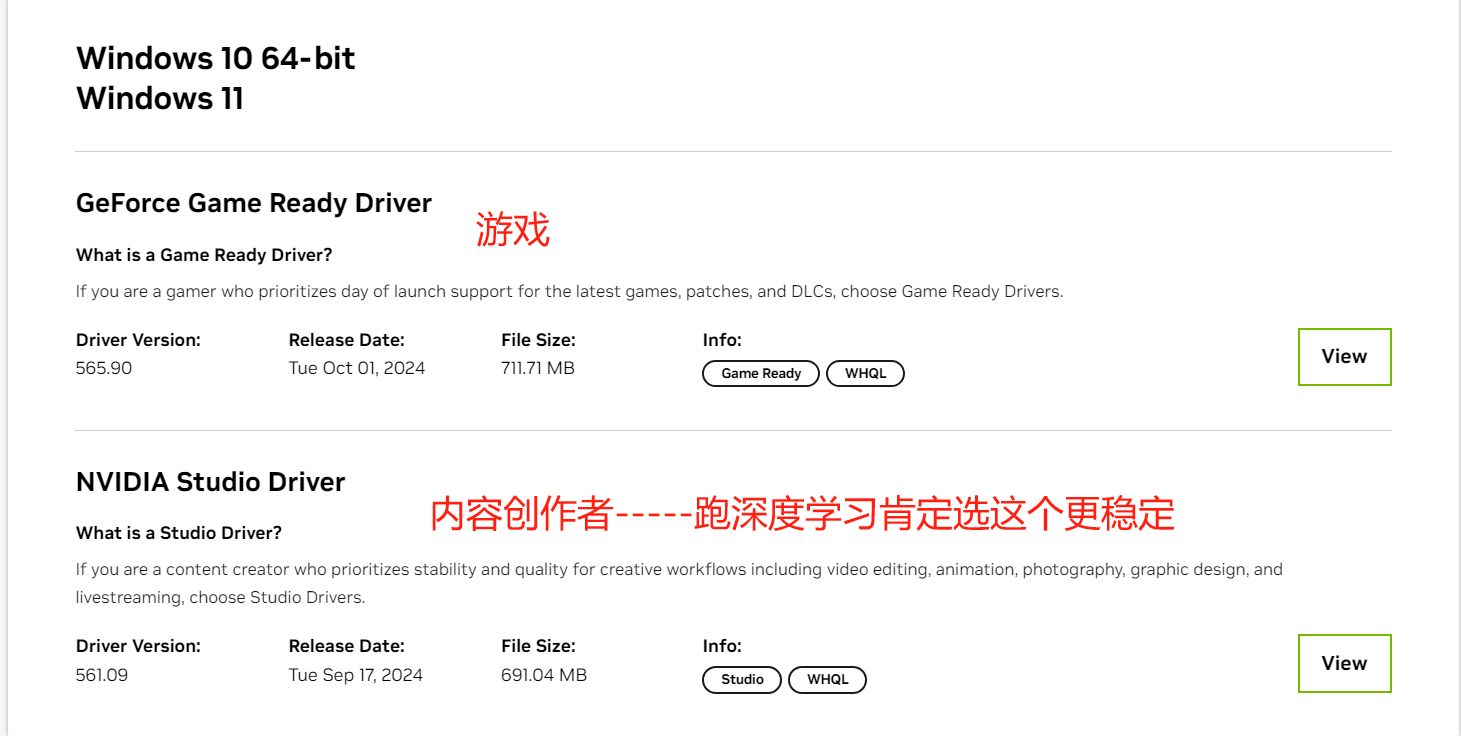 Windows 10 64-bit
Windows 11
GeForce Game Ready Driver
游戏
What is a Game Ready Driver?
If you are a gamer who prioritizes day of launch support for the latest games, patches, and DLCs, choose Game Ready Drivers.
Driver Version: Release Date: File Size: Info:
565.90 Tue Oct 01, 2024 711.71 MB Game Ready WHQL
View
NVIDIA Studio Driver
内容创作者-----跑深度学习肯定选这个更稳定
What is a Studio Driver?
If you are a content creator who prioritizes stability and quality for creative workflows including video editing, animation, photography, graphic design, and
livestreaming, choose Studio Drivers.
Driver Version: Release Date: File Size: Info:
561.09 Tue Sep 17, 2024 691.04 MB Studio WHQL
View